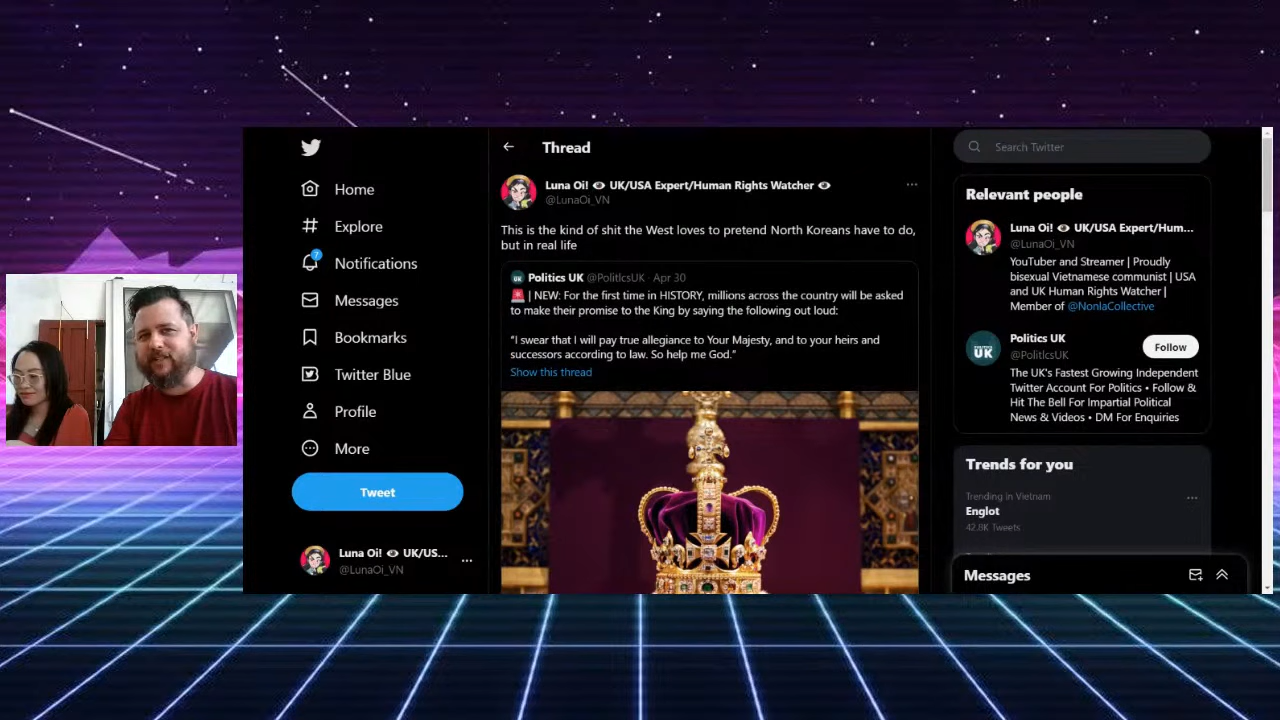 Home
Explore
7
Notifications
Messages
Bookmarks
Twitter Blue
Profile
More
Tweet
Luna Oi! UK/US...
@LunaOi_VN
Thread
Luna Oi! UK/USA Expert/Human Rights Watcher
@LunaOi_VN
This is the kind of shit the West loves to pretend North Koreans have to do,
but in real life
Politics UK @PolitlcsUK · Apr 30
| NEW: For the first time in HISTORY, millions across the country will be asked
to make their promise to the King by saying the following out loud:
“I swear that I will pay true allegiance to Your Majesty, and to your heirs and
successors according to law. So help me God.”
Show this thread
Search Twitter
Relevant people
Luna Oi! UK/USA Expert/Hum...
@LunaOi_VN
YouTuber and Streamer | Proudly
bisexual Vietnamese communist | USA
and UK Human Rights Watcher |
Member of @NonlaCollective
UK
Politics UK
@PolitlcsUK
Follow
The UK's Fastest Growing Independent
Twitter Account For Politics • Follow &
Hit The Bell For Impartial Political
News & Videos • DM For Enquiries
Trends for you
Trending in Vietnam
Englot
42.8K Tweets
Messages